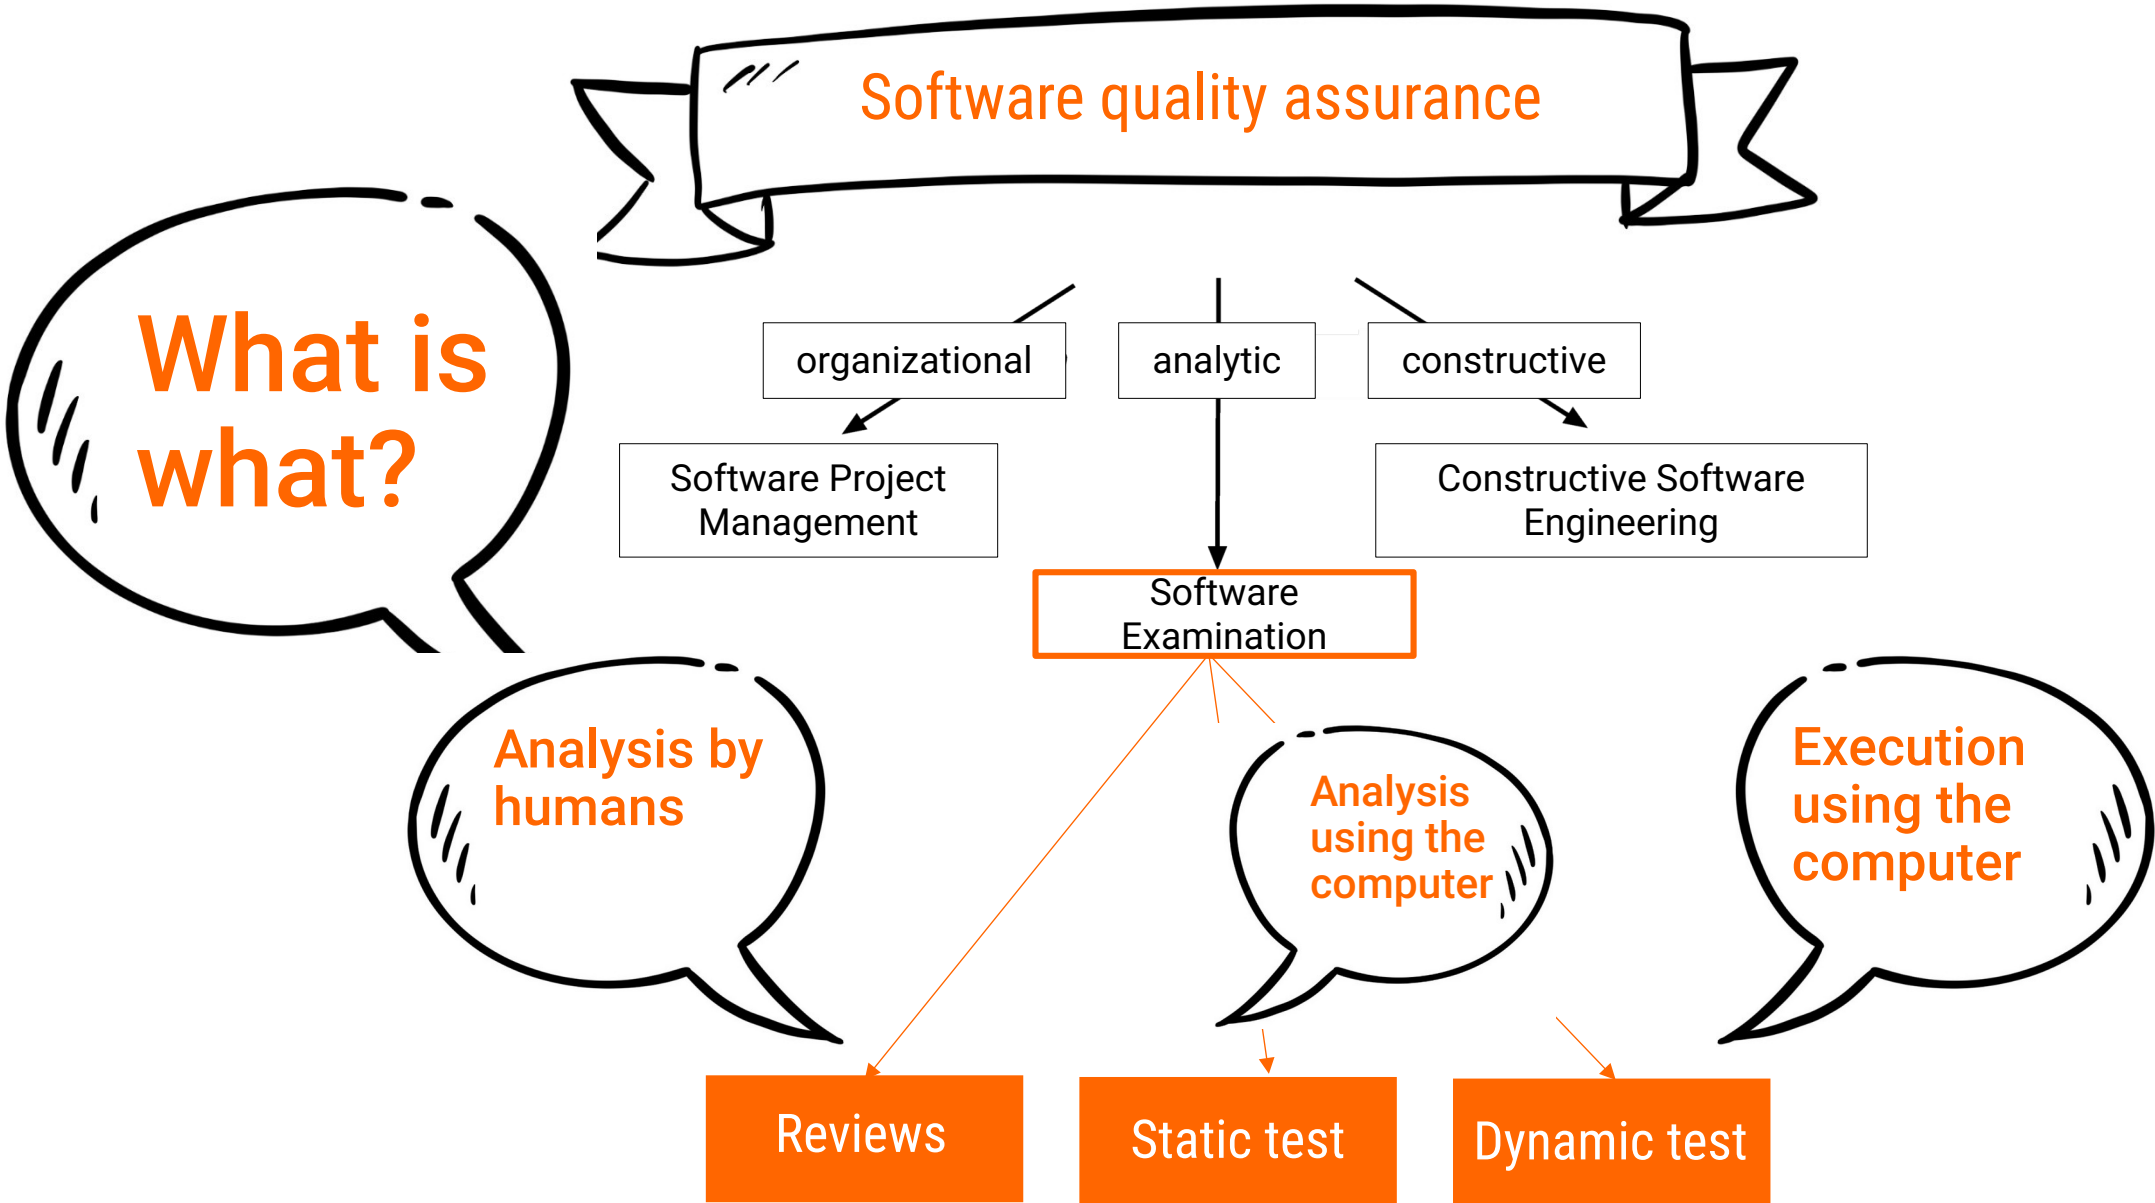 Software quality assurance
What is
what?
organizational
analytic
constructive
Software Project
Management
Constructive Software
Engineering
Software
Examination
Analysis by
humans
Analysis
using the
computer
Execution
using the
computer
Reviews
Static test
Dynamic test